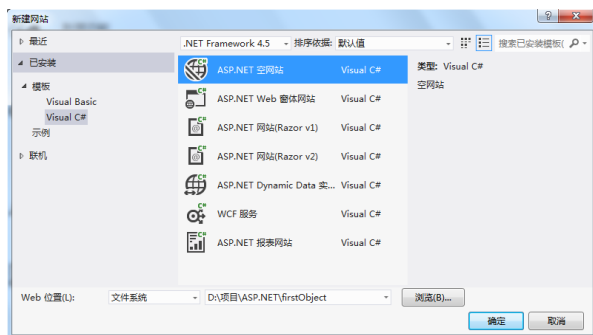 新建网站
最近
.NET Framework 4.5 排序依据: 默认值 搜索已安装模板(
已安装
模板
Visual Basic
Visual C#
示例
联机
ASP.NET 空网站 Visual C#
ASP.NET Web 窗体网站 Visual C#
ASP.NET 网站(Razor v1) Visual C#
ASP.NET 网站(Razor v2) Visual C#
ASP.NET Dynamic Data 实... Visual C#
WCF 服务 Visual C#
ASP.NET 报表网站 Visual C#
类型: Visual C#
空网站
Web 位置(L): 文件系统 D:\项目\ASP.NET\firstObject 浏览(B)...
确定 取消